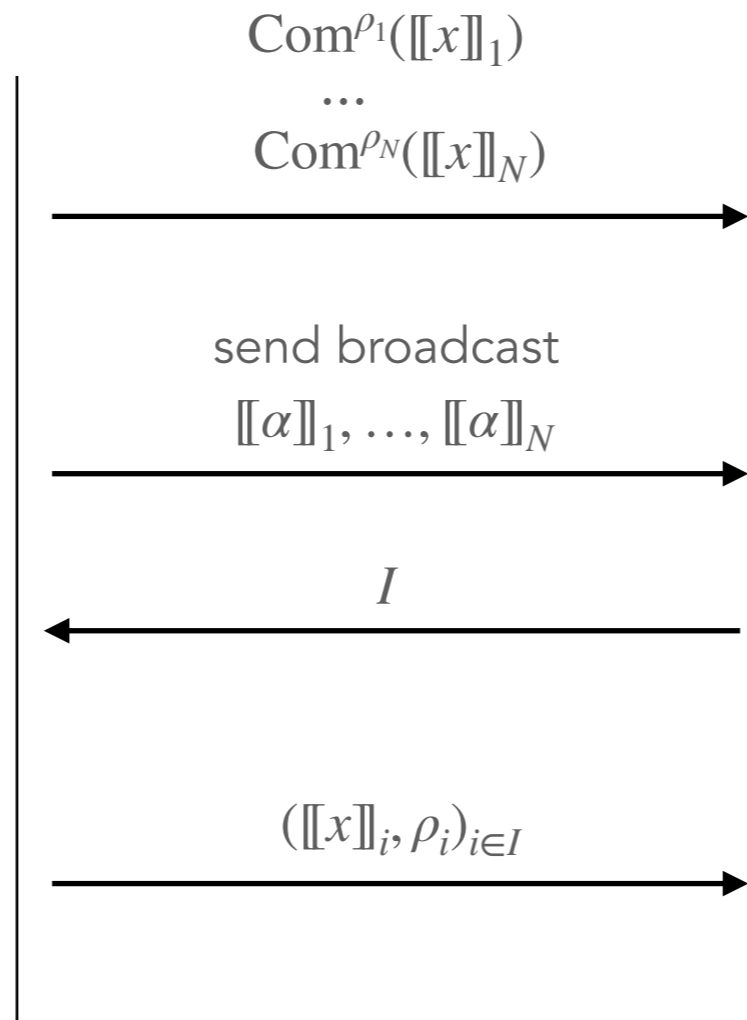 Com^{ρ_1}(⟦x⟧_1)
...
Com^{ρ_N}(⟦x⟧_N)
send broadcast
⟦α⟧_1, …, ⟦α⟧_N
I
(⟦x⟧_i, ρ_i)_{i∈I}